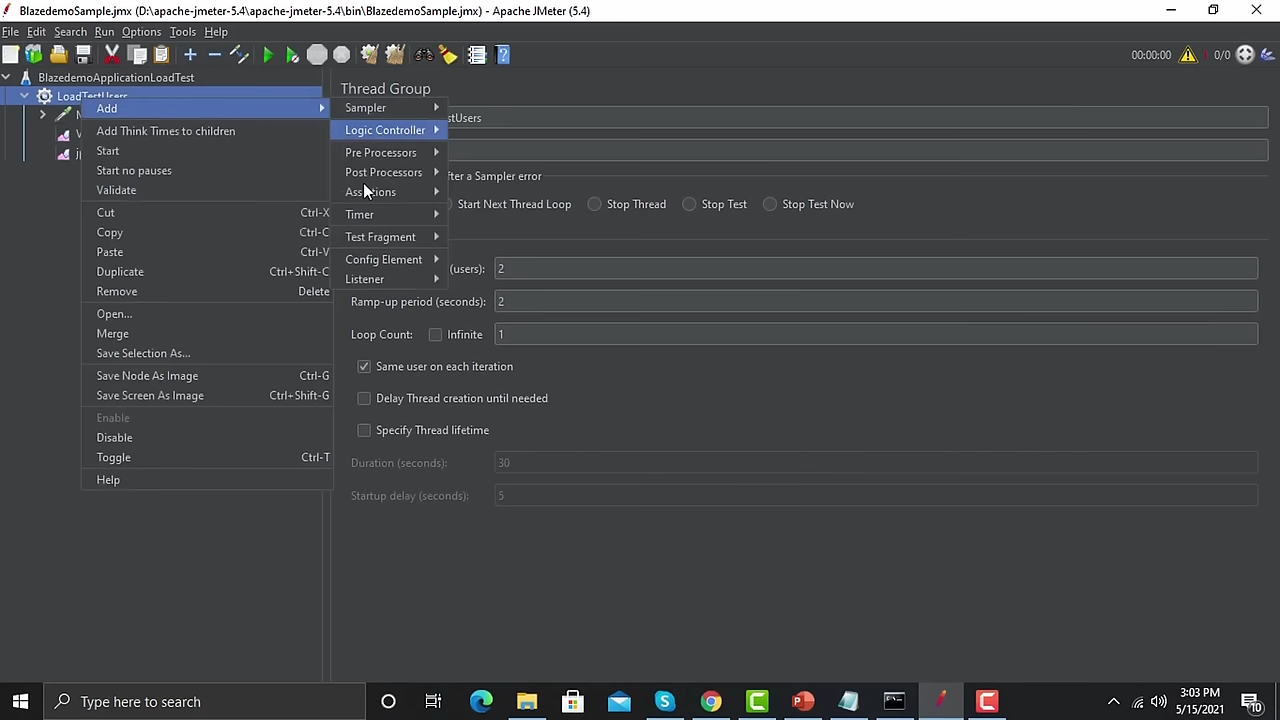 BlazedemoSample.jmx (D:\apache-jmeter-5.4\apache-jmeter-5.4\bin\BlazedemoSample.jmx) - Apache JMeter (5.4)
File Edit Search Run Options Tools Help
00:00:00 0/0
BlazedemoApplicationLoadTest
LoadTestUsers
Thread Group
Add
Sampler
stUsers
Add Think Times to children
Logic Controller
Start
Pre Processors
Start no pauses
Post Processors
fter a Sampler error
Validate
Timer
Start Next Thread Loop
Stop Thread
Stop Test
Stop Test Now
Cut Ctrl-X
Copy Ctrl-C
Test Fragment
Paste Ctrl-V
Config Element
Duplicate Ctrl+Shift-C
(users): 2
Listener
Remove Delete
Ramp-up period (seconds): 2
Open...
Merge
Loop Count: Infinite 1
Save Selection As...
Same user on each iteration
Save Node As Image Ctrl-G
Save Screen As Image Ctrl+Shift-G
Delay Thread creation until needed
Enable
Disable
Specify Thread lifetime
Toggle Ctrl-T
Duration (seconds): 30
Help
Startup delay (seconds): 5
Type here to search
3:03 PM
5/15/2021
10